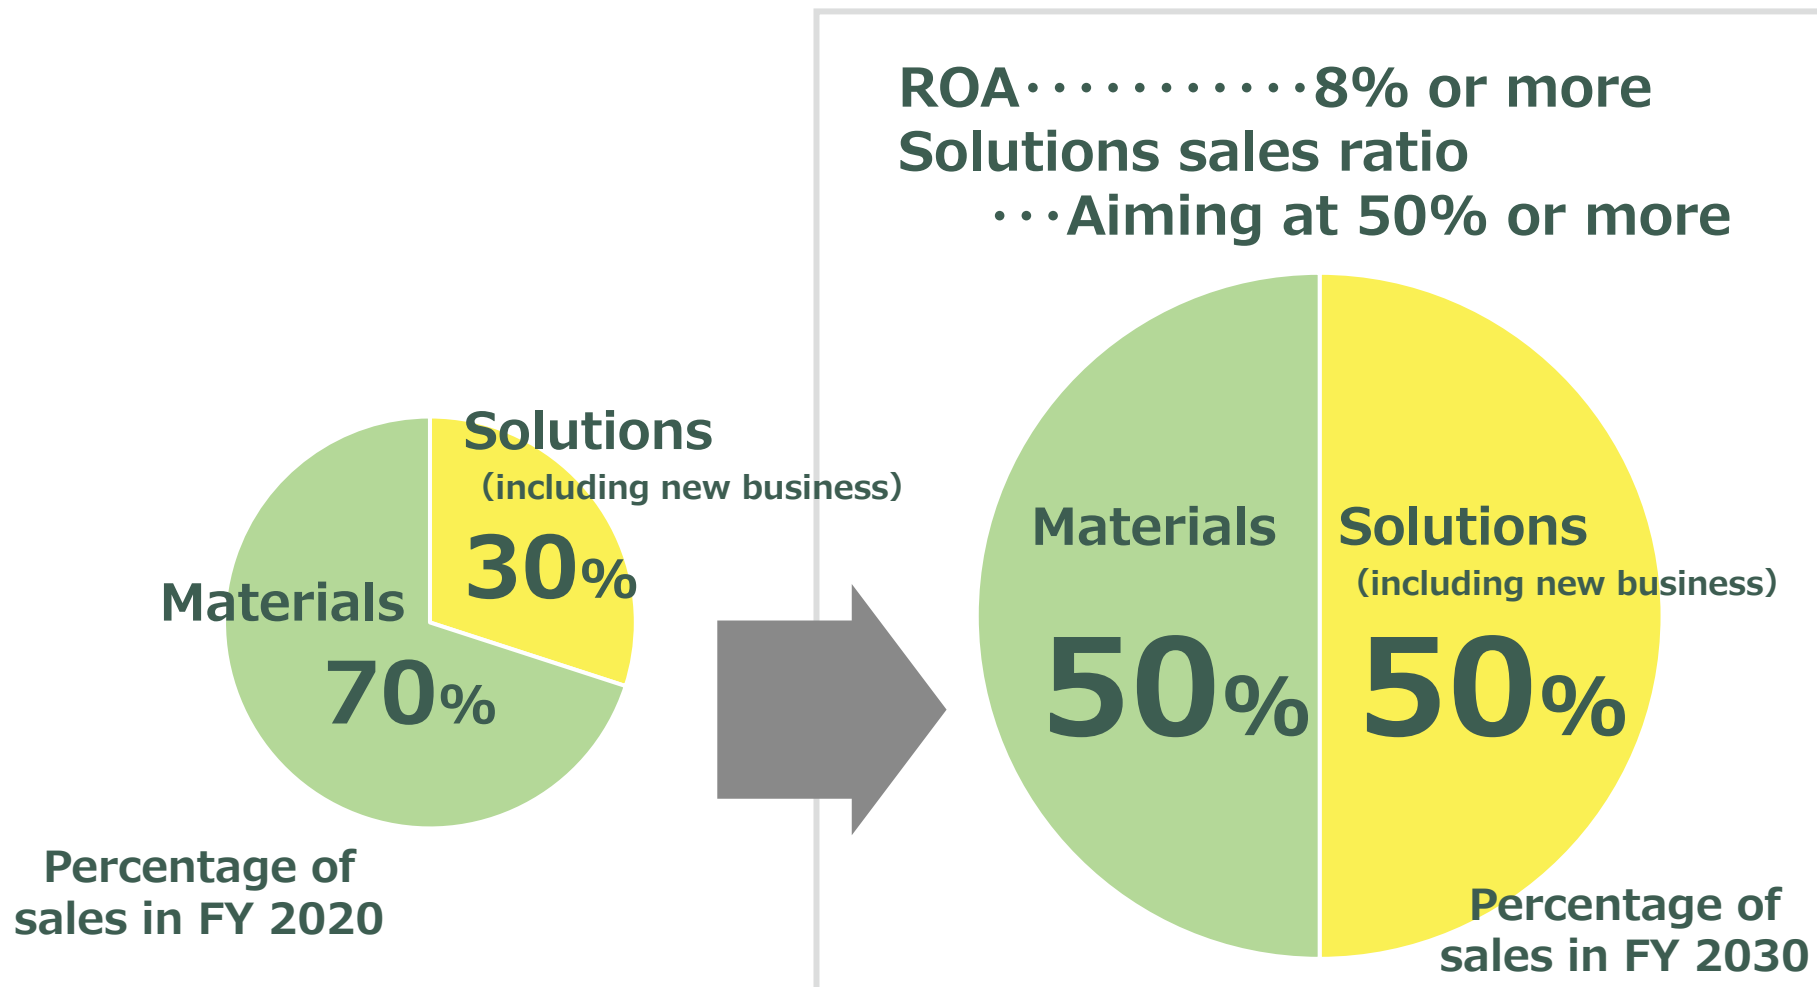 ROA・・・・・・・・・・・8% or more
Solutions sales ratio
・・・Aiming at 50% or more
Solutions
（including new business）
30%
Materials
70%
Percentage of
sales in FY 2020
Materials
50%
Solutions
（including new business）
50%
Percentage of
sales in FY 2030